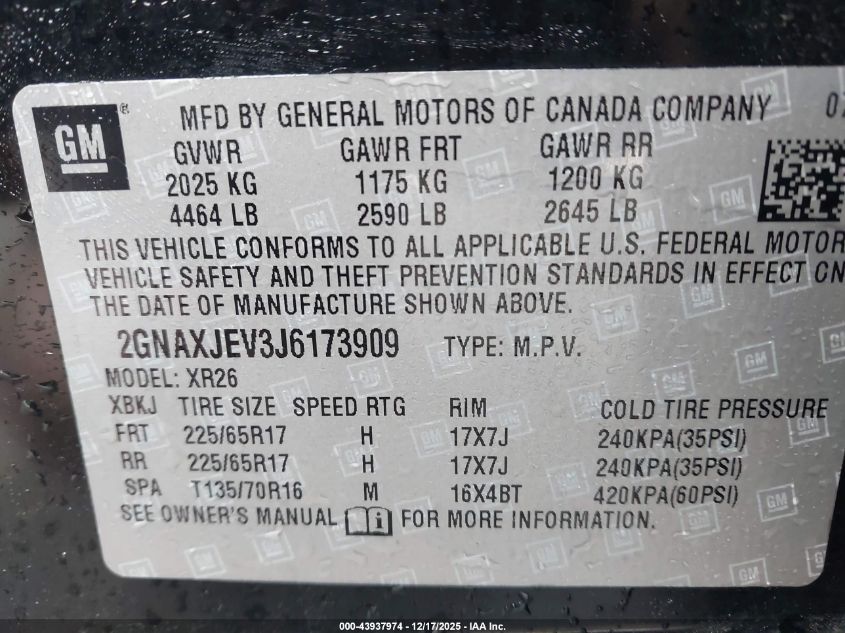 GM ®
MFD BY GENERAL MOTORS OF CANADA COMPANY 07
GVWR GAWR FRT GAWR RR
2025 KG 1175 KG 1200 KG
4464 LB 2590 LB 2645 LB
THIS VEHICLE CONFORMS TO ALL APPLICABLE U.S. FEDERAL MOTOR
VEHICLE SAFETY AND THEFT PREVENTION STANDARDS IN EFFECT ON
THE DATE OF MANUFACTURE SHOWN ABOVE.
2GNAXJEV3J6173909 TYPE: M.P.V.
MODEL: XR26
XBKJ TIRE SIZE SPEED RTG RIM COLD TIRE PRESSURE
FRT 225/65R17 H 17X7J 240KPA(35PSI)
RR 225/65R17 H 17X7J 240KPA(35PSI)
SPA T135/70R16 M 16X4BT 420KPA(60PSI)
SEE OWNER'S MANUAL FOR MORE INFORMATION.
000-43937974 - 12/17/2025 - IAA Inc.